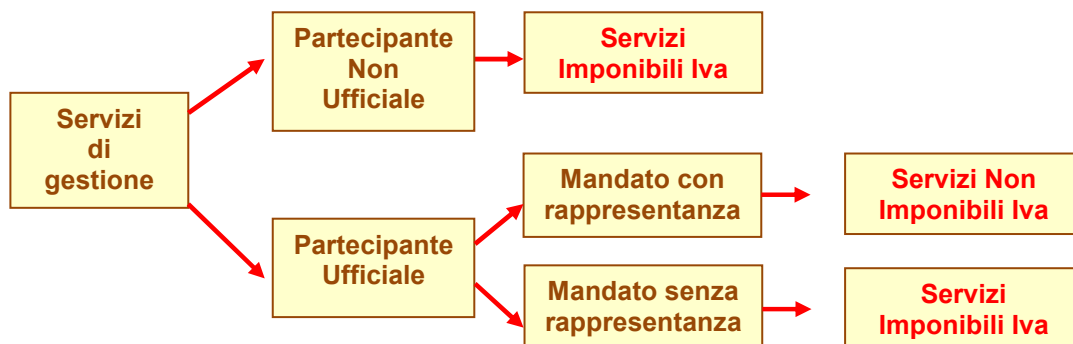 Servizi
di
gestione
Partecipante
Non
Ufficiale
Servizi
Imponibili Iva
Partecipante
Ufficiale
Mandato con
rappresentanza
Servizi Non
Imponibili Iva
Mandato senza
rappresentanza
Servizi
Imponibili Iva